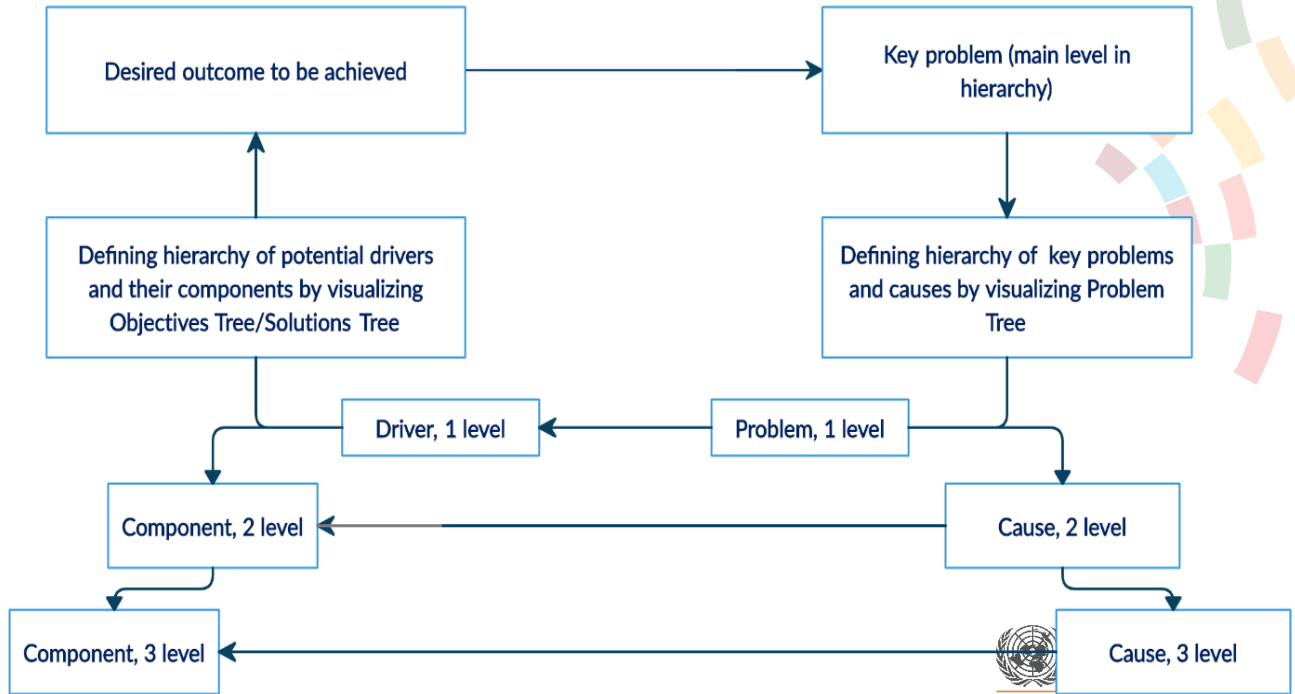 Desired outcome to be achieved
Key problem (main level in
hierarchy)
Defining hierarchy of potential drivers
and their components by visualizing
Objectives Tree/Solutions Tree
Defining hierarchy of key problems
and causes by visualizing Problem
Tree
Driver, 1 level
Problem, 1 level
Component, 2 level
Cause, 2 level
Component, 3 level
Cause, 3 level